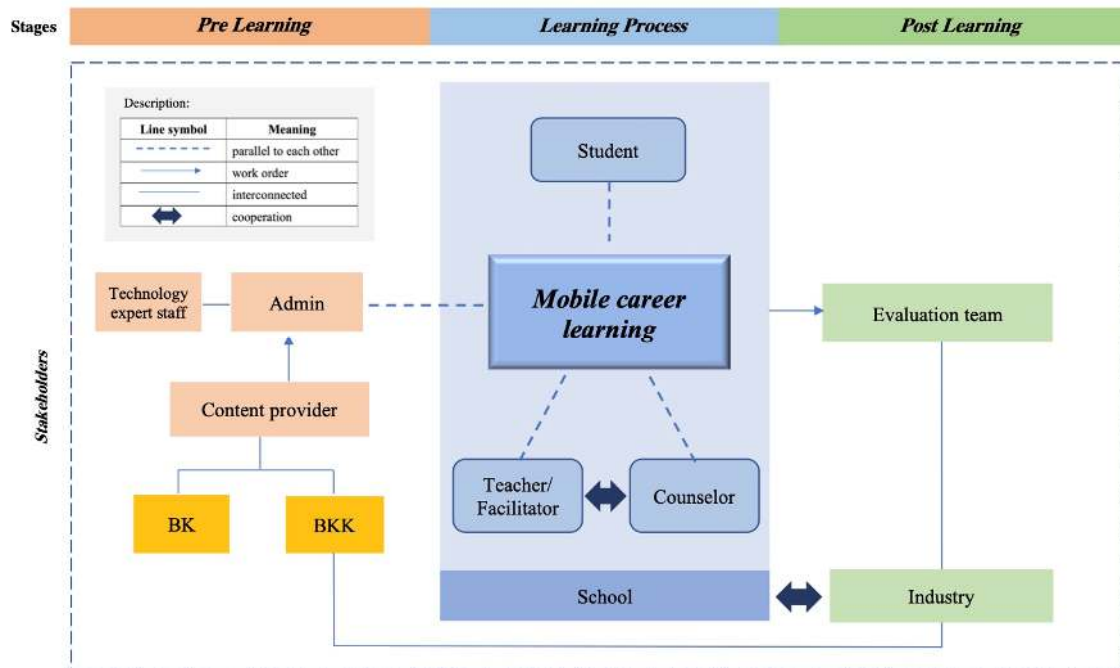 Stages
Pre Learning
Learning Process
Post Learning
Description:
Line symbol
Meaning
parallel to each other
work order
interconnected
cooperation
Student
Technology
expert staff
Admin
Mobile career
learning
Evaluation team
Stakeholders
Content provider
Teacher/
Facilitator
Counselor
BK
BKK
School
Industry